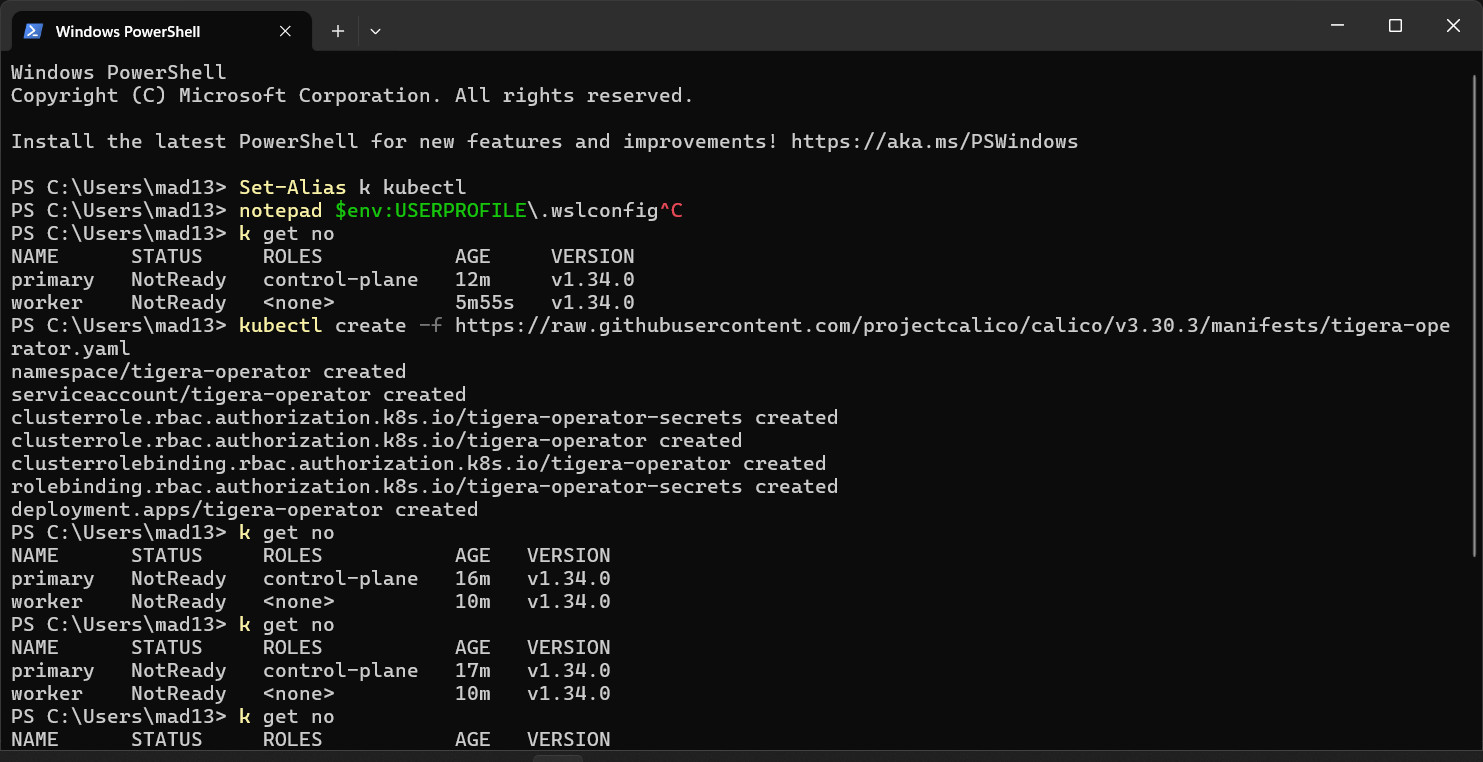 Windows PowerShell
Windows PowerShell
Copyright (C) Microsoft Corporation. All rights reserved.
Install the latest PowerShell for new features and improvements! https://aka.ms/PSWindows
PS C:\Users\mad13> Set-Alias k kubectl
PS C:\Users\mad13> notepad $env:USERPROFILE\.wslconfig^C
PS C:\Users\mad13> k get no
NAME      STATUS     ROLES           AGE     VERSION
primary   NotReady   control-plane   12m     v1.34.0
worker    NotReady   <none>          5m55s   v1.34.0
PS C:\Users\mad13> kubectl create -f https://raw.githubusercontent.com/projectcalico/calico/v3.30.3/manifests/tigera-ope
rator.yaml
namespace/tigera-operator created
serviceaccount/tigera-operator created
clusterrole.rbac.authorization.k8s.io/tigera-operator-secrets created
clusterrole.rbac.authorization.k8s.io/tigera-operator created
clusterrolebinding.rbac.authorization.k8s.io/tigera-operator created
rolebinding.rbac.authorization.k8s.io/tigera-operator-secrets created
deployment.apps/tigera-operator created
PS C:\Users\mad13> k get no
NAME      STATUS     ROLES           AGE   VERSION
primary   NotReady   control-plane   16m   v1.34.0
worker    NotReady   <none>          10m   v1.34.0
PS C:\Users\mad13> k get no
NAME      STATUS     ROLES           AGE   VERSION
primary   NotReady   control-plane   17m   v1.34.0
worker    NotReady   <none>          10m   v1.34.0
PS C:\Users\mad13> k get no
NAME      STATUS     ROLES           AGE   VERSION